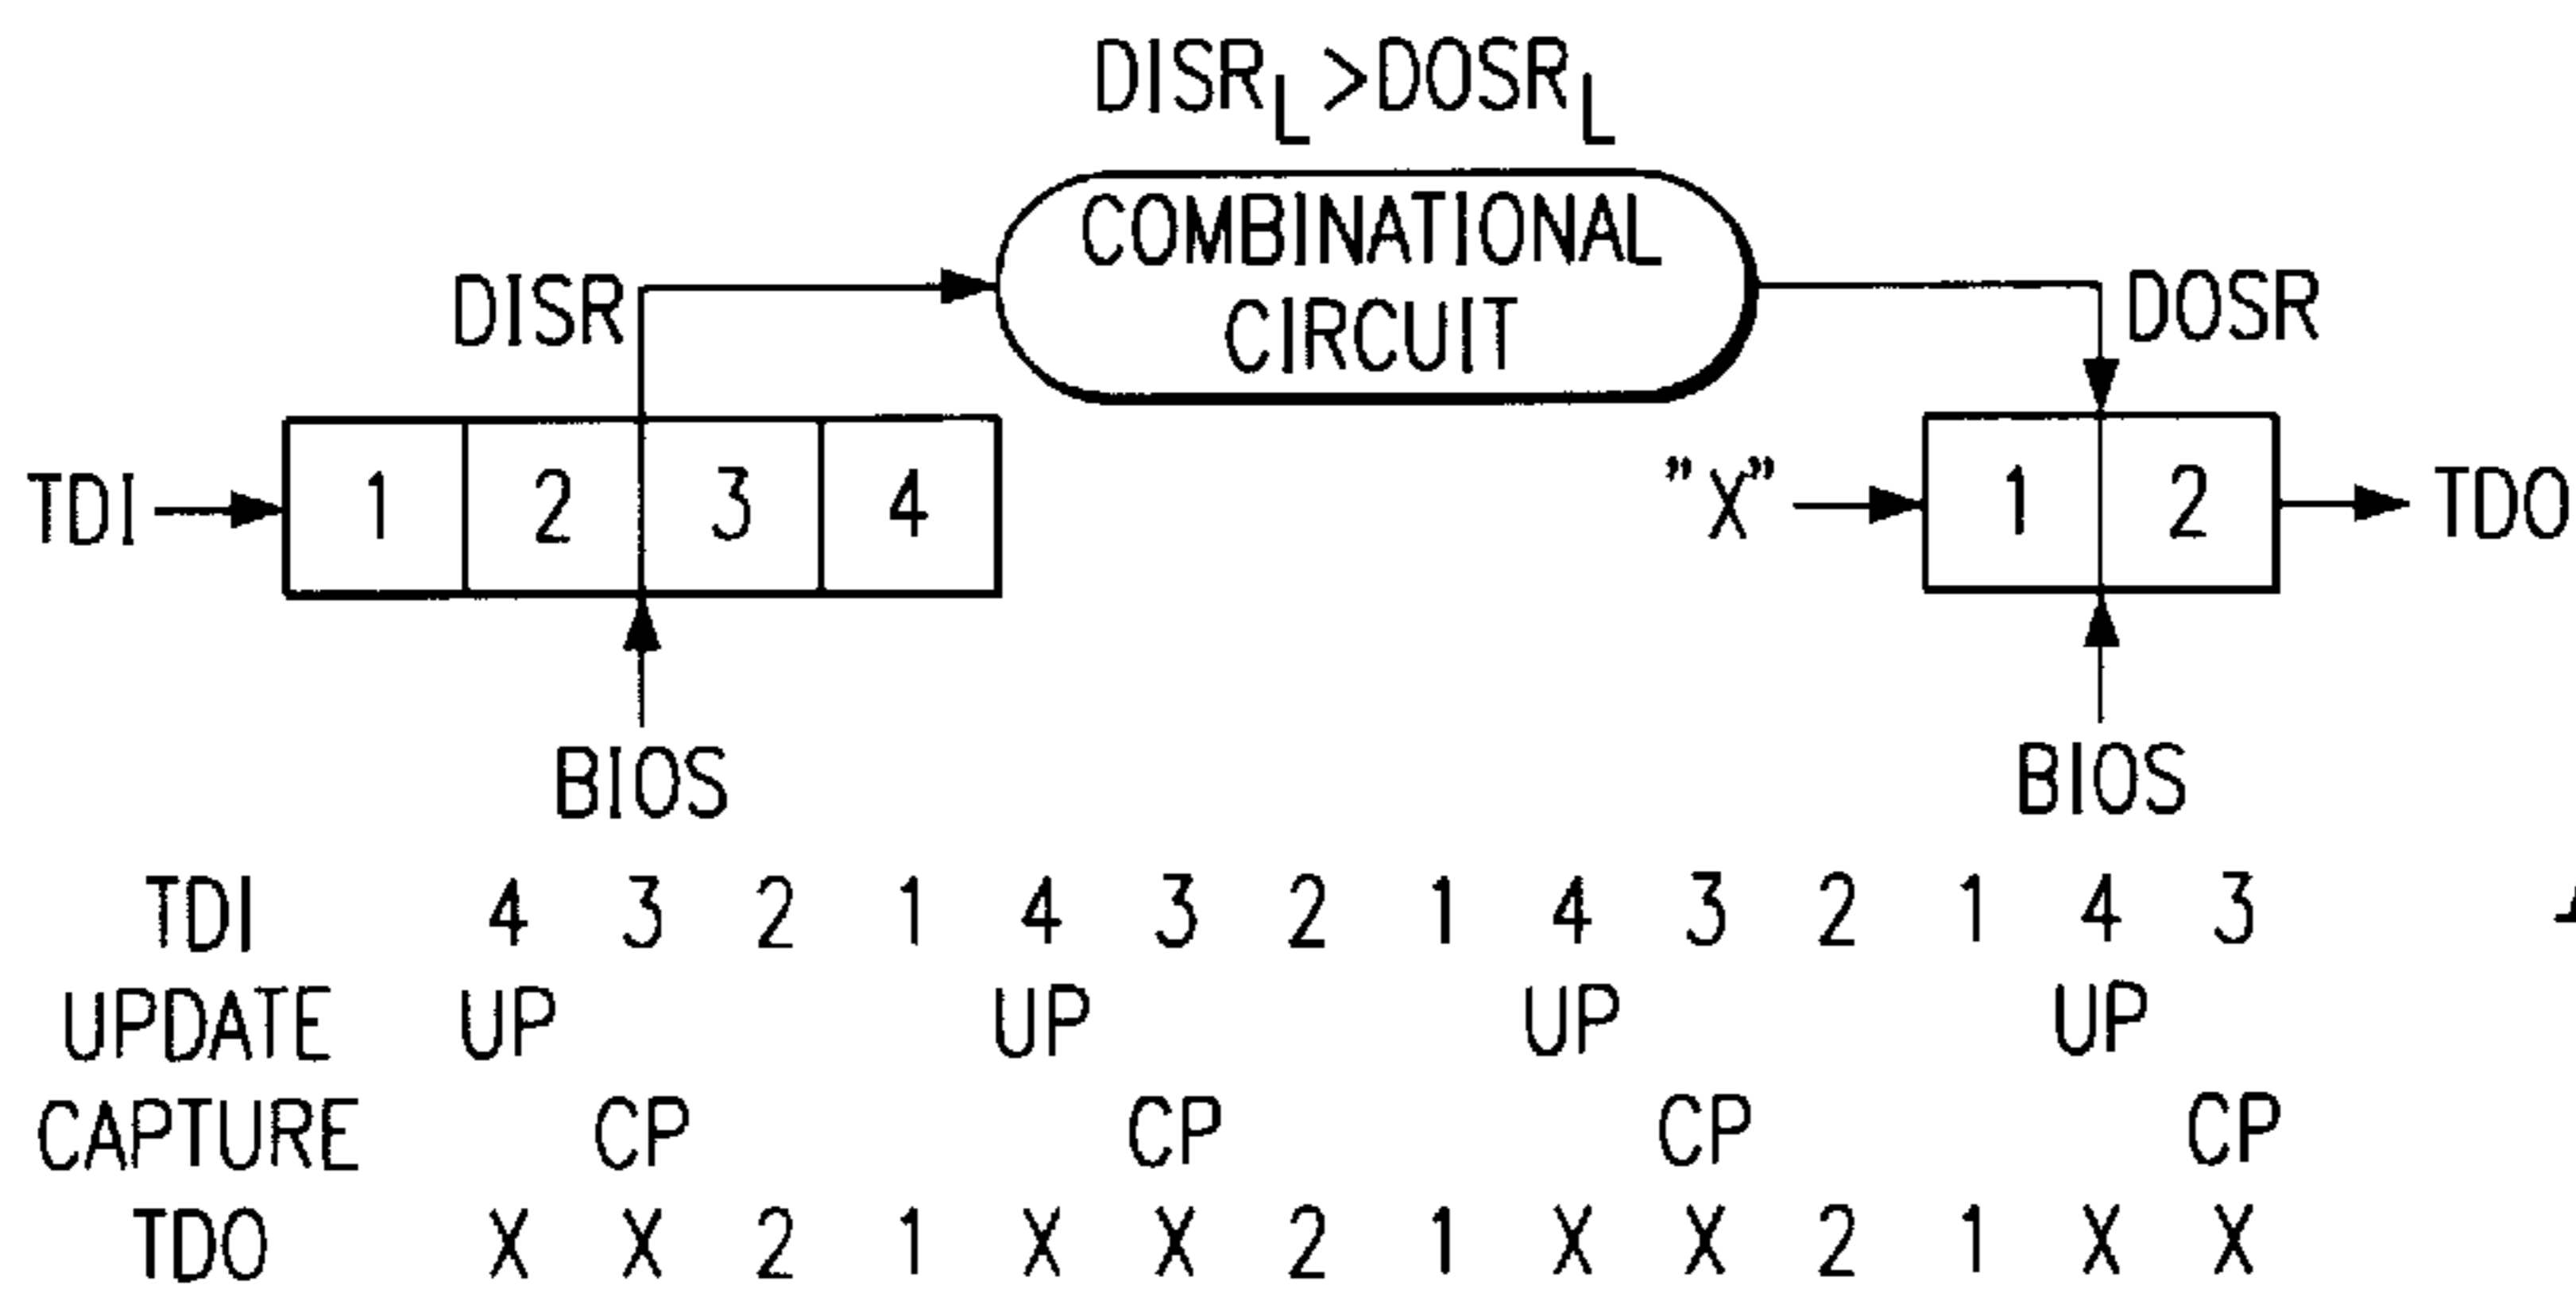 DISRL>DOSRL
COMBINATIONAL
CIRCUIT
DISR
DOSR
TDI 1 2 3 4 "X" 1 2 TDO
BIOS BIOS
TDI 4 3 2 1 4 3 2 1 4 3 2 1 4 3
UPDATE UP UP UP UP
CAPTURE CP CP CP CP
TDO X X 2 1 X X 2 1 X X 2 1 X X